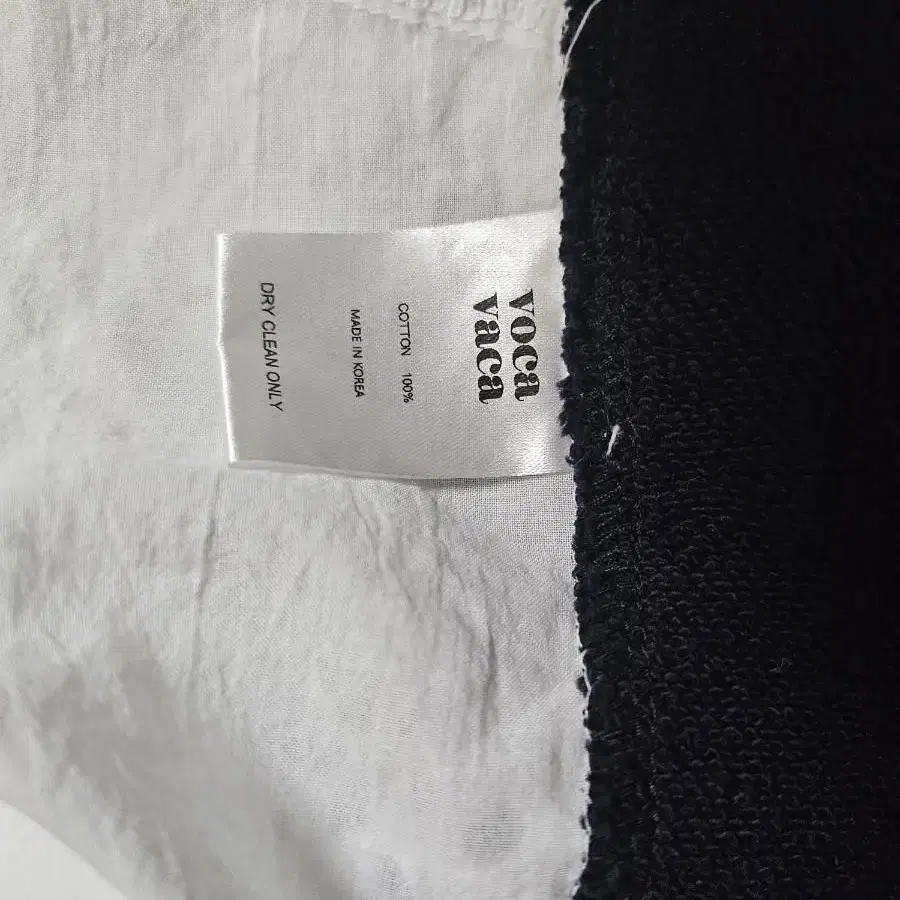 voca
vaca
COTTON 100%
MADE IN KOREA
DRY CLEAN ONLY